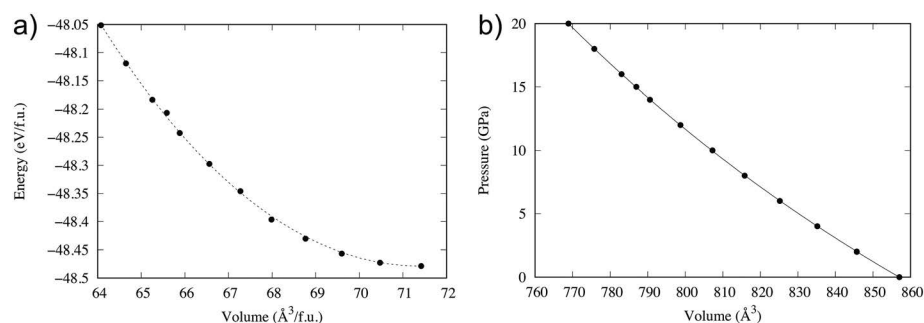 a)
−48.05
−48.1
−48.15
−48.2
−48.25
−48.3
−48.35
−48.4
−48.45
−48.5
Energy (eV/f.u.)
64 65 66 67 68 69 70 71 72
Volume (Å³/f.u.)
b)
20
15
10
5
0
Pressure (GPa)
760 780 790 800 820 830 840 850 860
Volume (Å³)